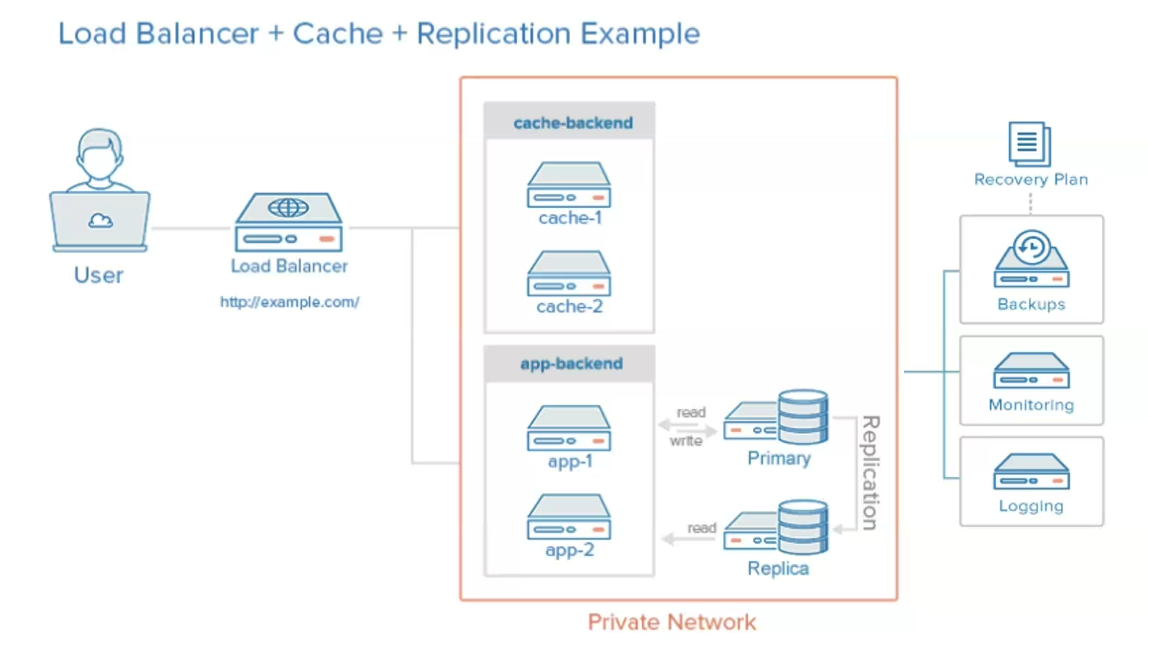 Load Balancer + Cache + Replication Example
User
Load Balancer
http://example.com/
cache-backend
cache-1
cache-2
app-backend
app-1
app-2
read
write
Primary
read
Replica
Replication
Private Network
Recovery Plan
Backups
Monitoring
Logging